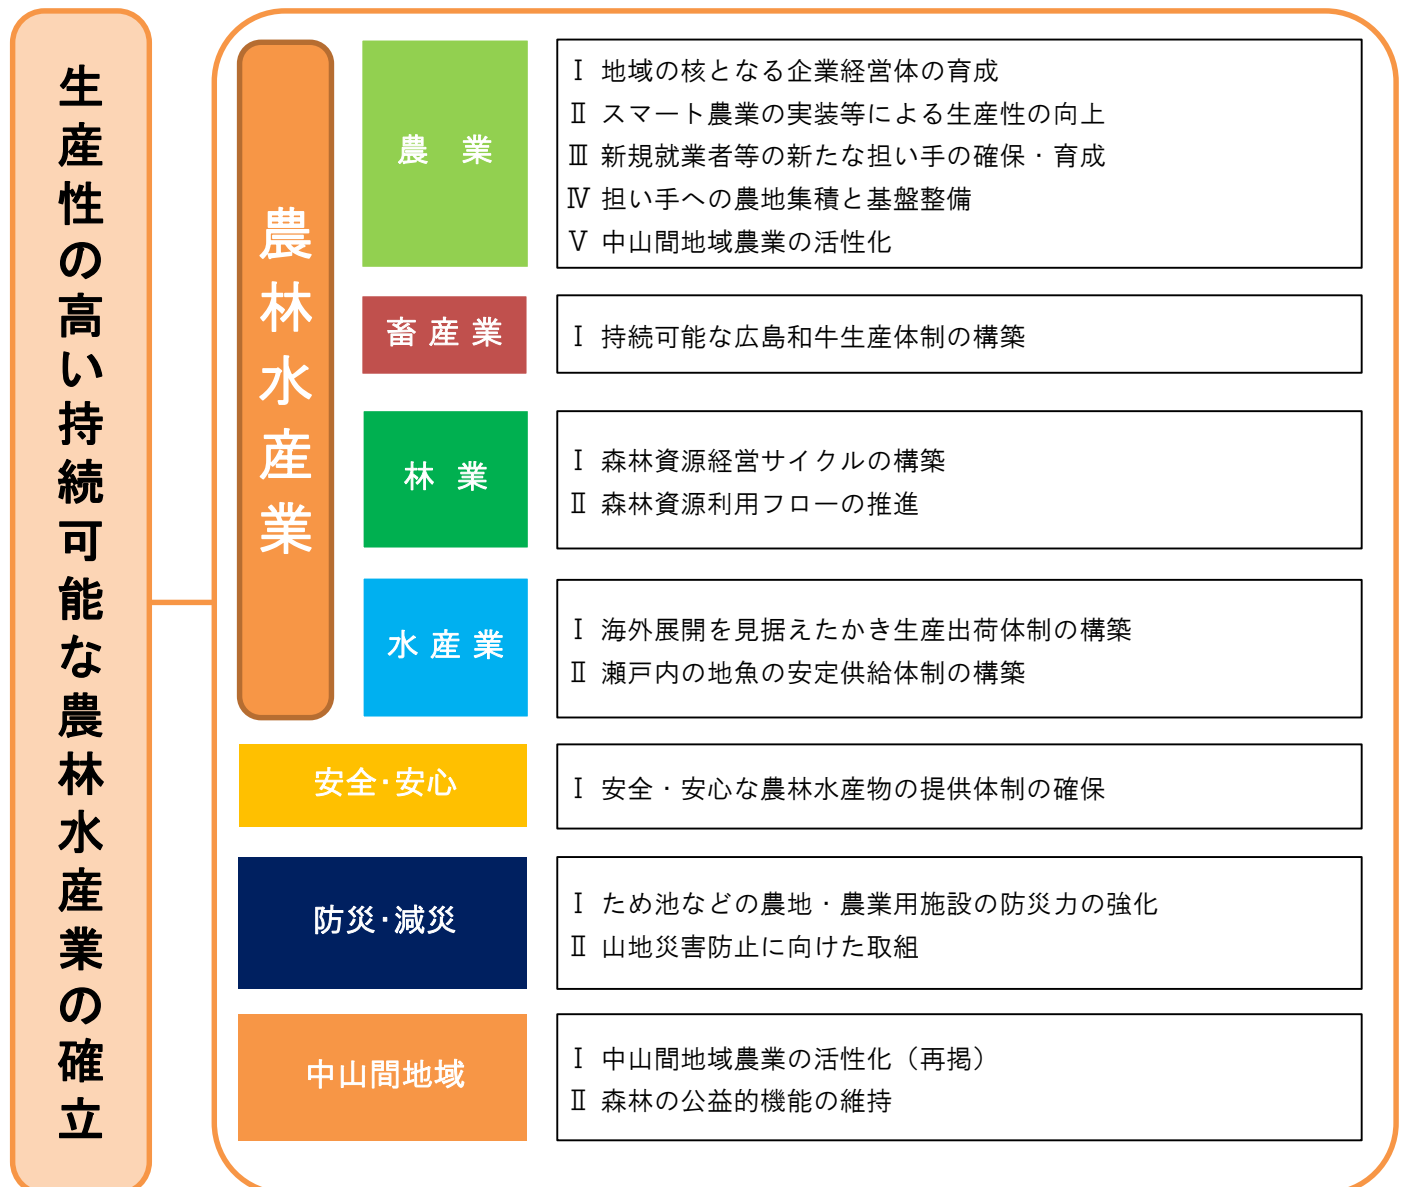 生産性の高い持続可能な農林水産業の確立
農林水産業
農　業
Ⅰ 地域の核となる企業経営体の育成
Ⅱ スマート農業の実装等による生産性の向上
Ⅲ 新規就業者等の新たな担い手の確保・育成
Ⅳ 担い手への農地集積と基盤整備
Ⅴ 中山間地域農業の活性化
畜 産 業
Ⅰ 持続可能な広島和牛生産体制の構築
林 業
Ⅰ 森林資源経営サイクルの構築
Ⅱ 森林資源利用フローの推進
水 産 業
Ⅰ 海外展開を見据えたかき生産出荷体制の構築
Ⅱ 瀬戸内の地魚の安定供給体制の構築
安全・安心
Ⅰ 安全・安心な農林水産物の提供体制の確保
防災・減災
Ⅰ ため池などの農地・農業用施設の防災力の強化
Ⅱ 山地災害防止に向けた取組
中山間地域
Ⅰ 中山間地域農業の活性化（再掲）
Ⅱ 森林の公益的機能の維持